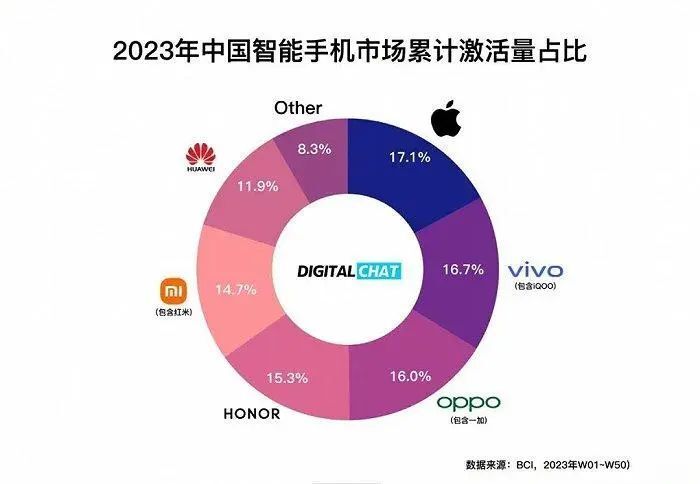 2023年中国智能手机市场累计激活量占比
Other
8.3%
17.1%
HUAWEI
11.9%
16.7%
vivo
(包含iQOO)
DIGITAL CHAT
mi
(包含红米)
14.7%
15.3%
HONOR
16.0%
oppo
(包含一加)
数据来源：BCI，2023年W01~W50)